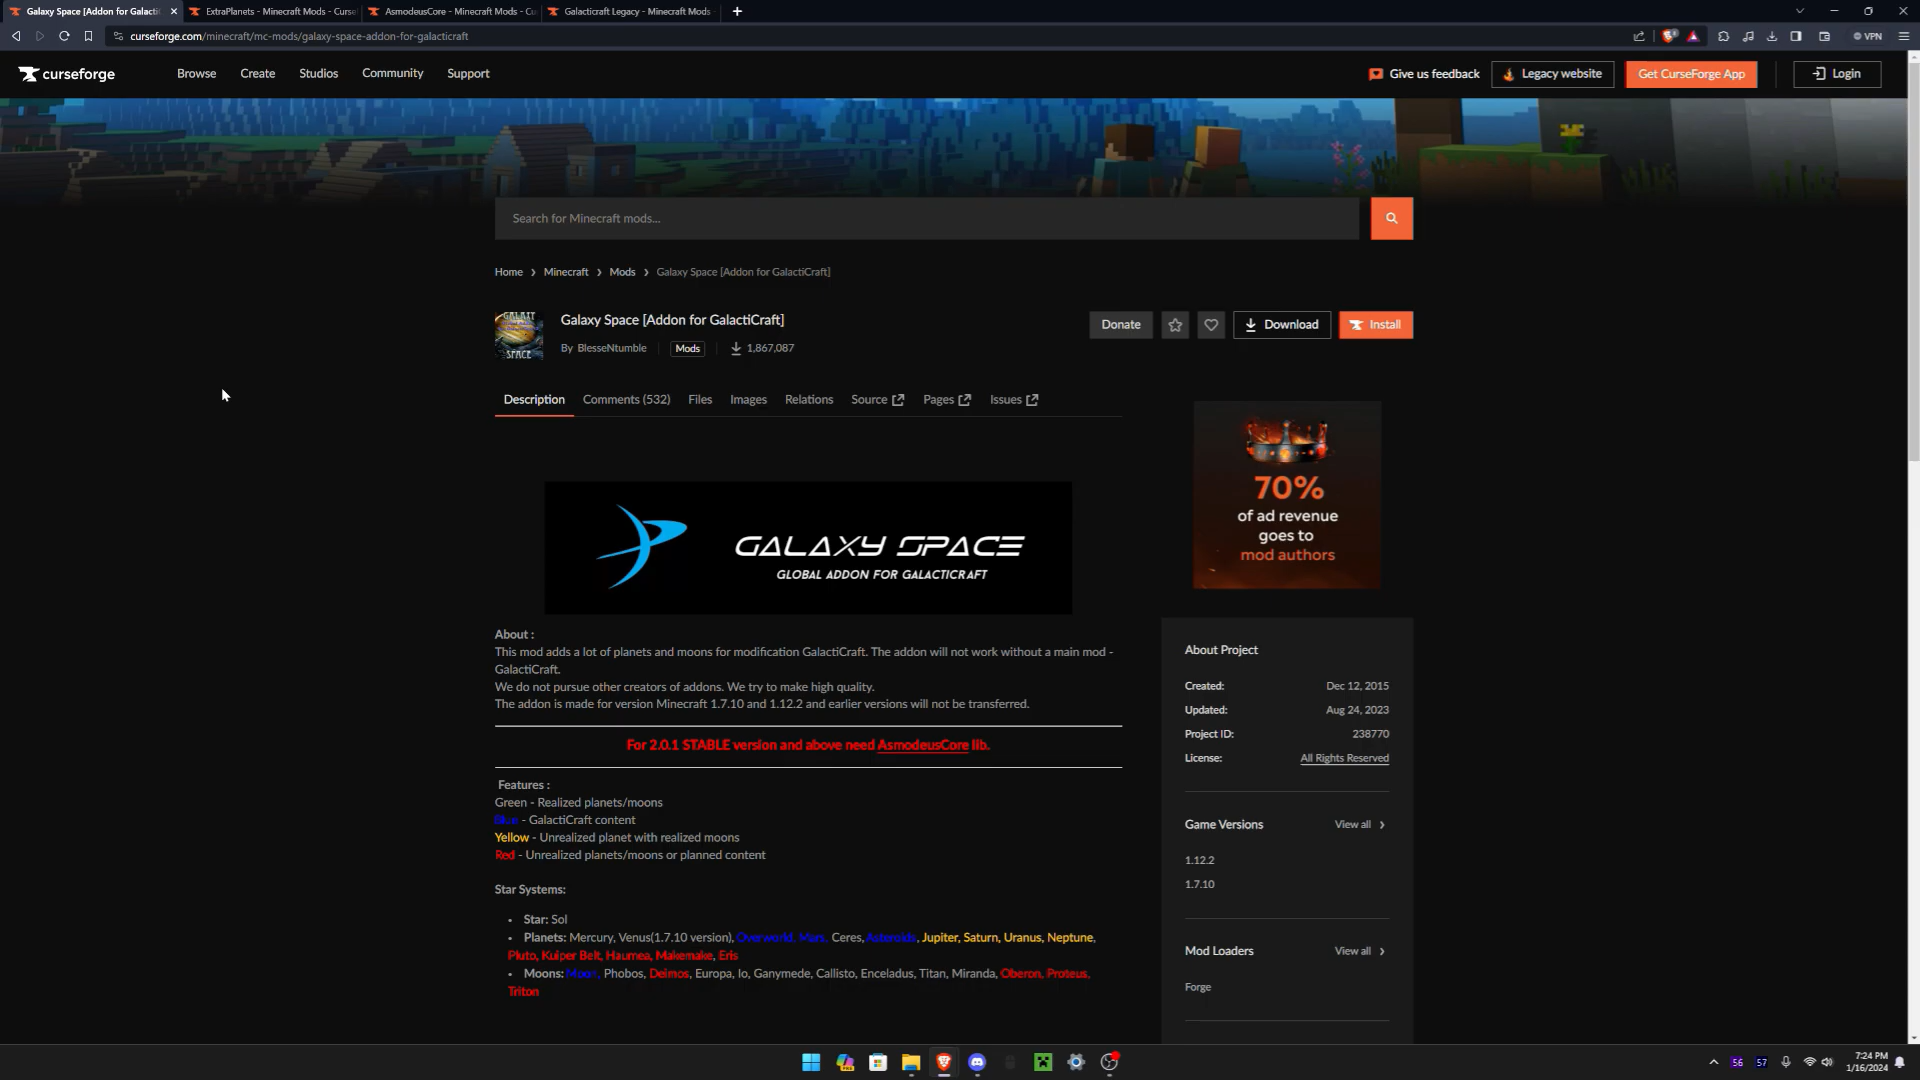 Galaxy Space [Addon for Galacti
ExtraPlanets - Minecraft Mods - Curse
AsmodeusCore - Minecraft Mods - Cu
Galacticraft Legacy - Minecraft Mods
curseforge.com/minecraft/mc-mods/galaxy-space-addon-for-galacticraft
VPN
curseforge
Browse
Create
Studios
Community
Support
Give us feedback
Legacy website
Get CurseForge App
Login
Search for Minecraft mods...
Home > Minecraft > Mods > Galaxy Space [Addon for GalactiCraft]
GALAXY
SPACE
Galaxy Space [Addon for GalactiCraft]
By BlesseNtumble
Mods
1,867,087
Donate
Download
Install
Description
Comments (532)
Files
Images
Relations
Source
Pages
Issues
GALAXY SPACE
GLOBAL ADDON FOR GALACTICRAFT
About :
This mod adds a lot of planets and moons for modification GalactiCraft. The addon will not work without a main mod -
GalactiCraft.
We do not pursue other creators of addons. We try to make high quality.
The addon is made for version Minecraft 1.7.10 and 1.12.2 and earlier versions will not be transferred.
For 2.0.1 STABLE version and above need AsmodeusCore lib.
Features :
Green - Realized planets/moons
Blue - GalactiCraft content
Yellow - Unrealized planet with realized moons
Red - Unrealized planets/moons or planned content
Star Systems:
• Star: Sol
• Planets: Mercury, Venus(1.7.10 version), Overworld, Mars, Ceres, Asteroids, Jupiter, Saturn, Uranus, Neptune,
Pluto, Kuiper Belt, Haumea, Makemake, Eris
• Moons: Moon, Phobos, Deimos, Europa, Io, Ganymede, Callisto, Enceladus, Titan, Miranda, Oberon, Proteus,
Triton
70%
of ad revenue
goes to
mod authors
About Project
Created: Dec 12, 2015
Updated: Aug 24, 2023
Project ID: 238770
License: All Rights Reserved
Game Versions View all >
1.12.2
1.7.10
Mod Loaders View all >
Forge
56
57
7:24 PM
1/16/2024